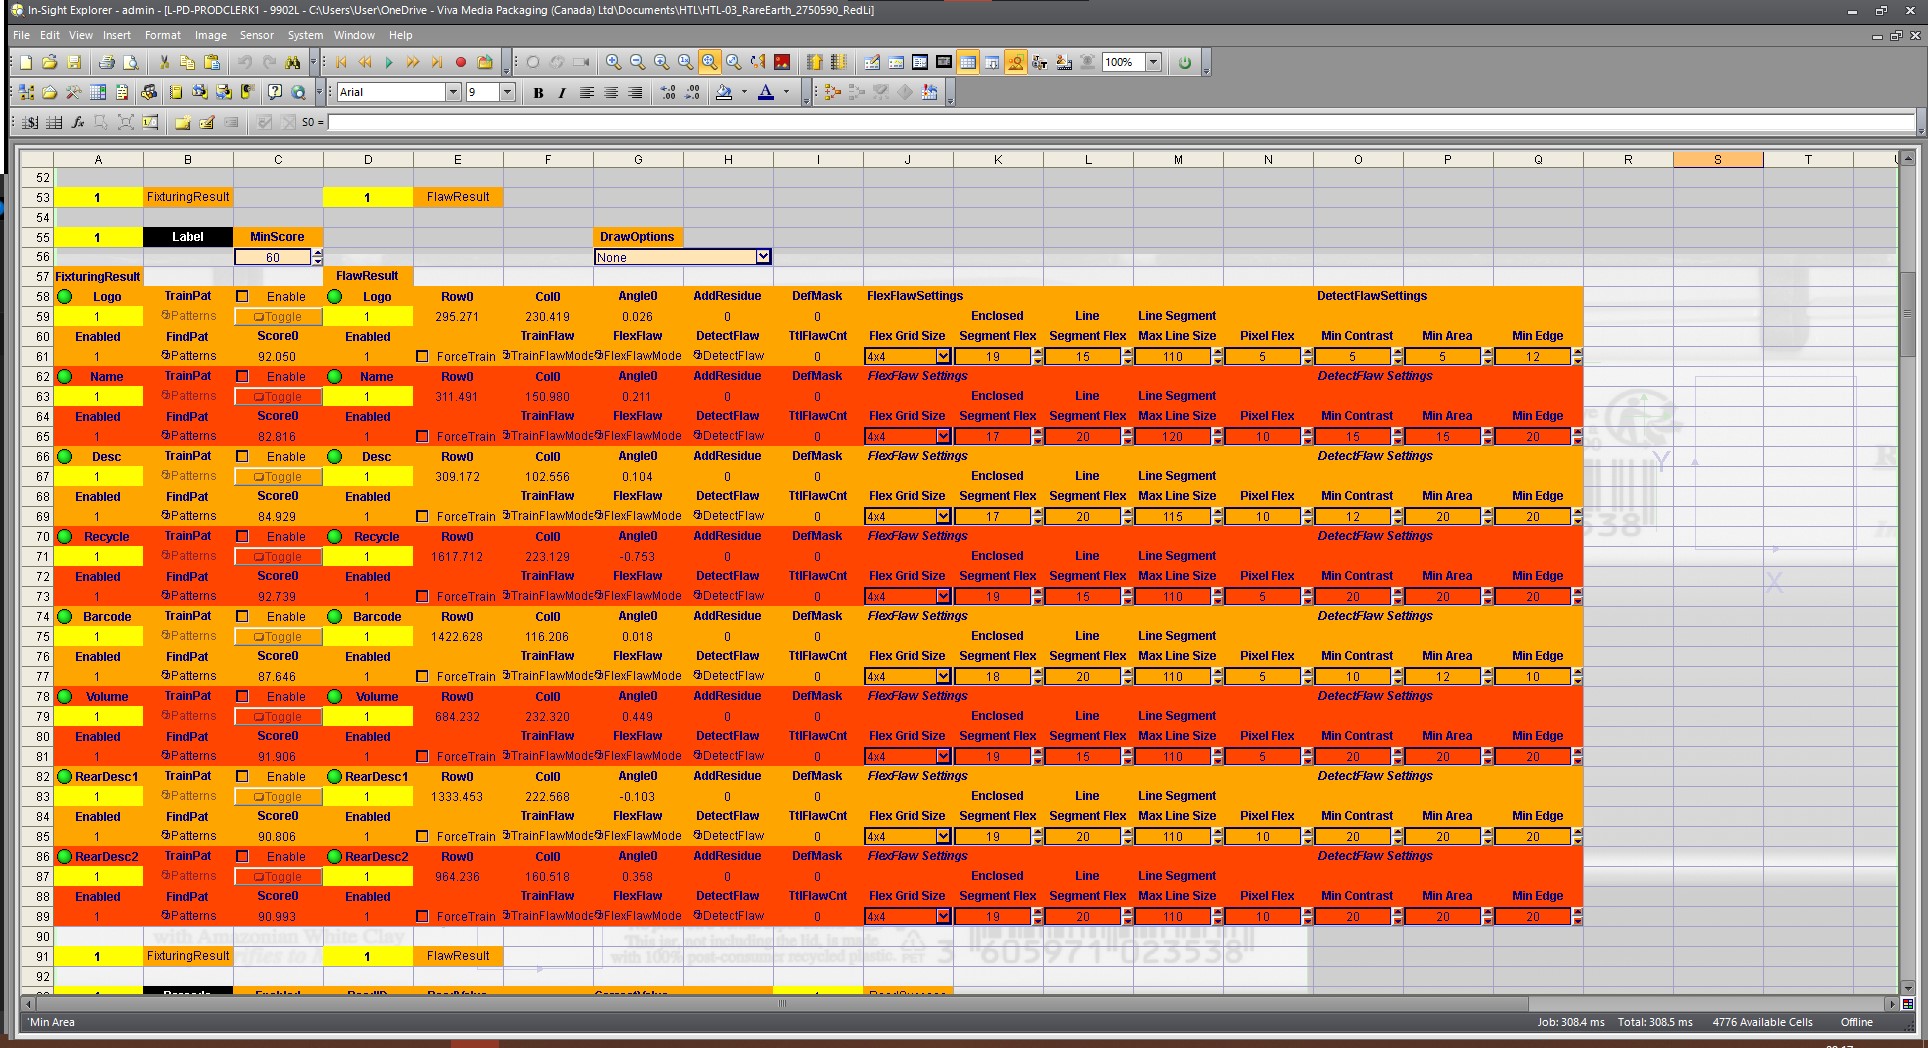 In-Sight Explorer - admin - [L-PD-PRODCLERK1 - 9902L - C:\Users\User\OneDrive - Viva Media Packaging (Canada) Ltd\Documents\HTL\HTL-03_RareEarth_2750590_RedLi]
File Edit View Insert Format Image Sensor System Window Help
100%
Arial 9 B I A
S0 =
A B C D E F G H I J K L M N O P Q R S T
52
53 1 FixturingResult 1 FlawResult
54
55 1 Label MinScore DrawOptions
56 60 None
57 FixturingResult FlawResult
58 Logo TrainPat Enable Logo Row0 Col0 Angle0 AddResidue DefMask FlexFlawSettings DetectFlawSettings
59 1 Patterns Toggle 1 295.271 230.419 0.026 0 0 Enclosed Line Line Segment
60 Enabled FindPat Score0 Enabled TrainFlaw FlexFlaw DetectFlaw TtlFlawCnt Flex Grid Size Segment Flex Segment Flex Max Line Size Pixel Flex Min Contrast Min Area Min Edge
61 1 Patterns 92.050 1 ForceTrain TrainFlawMode FlexFlawMode DetectFlaw 0 4x4 19 15 110 5 5 5 12
62 Name TrainPat Enable Name Row0 Col0 Angle0 AddResidue DefMask FlexFlaw Settings DetectFlaw Settings
63 1 Patterns Toggle 1 311.491 150.980 0.211 0 0 Enclosed Line Line Segment
64 Enabled FindPat Score0 Enabled TrainFlaw FlexFlaw DetectFlaw TtlFlawCnt Flex Grid Size Segment Flex Segment Flex Max Line Size Pixel Flex Min Contrast Min Area Min Edge
65 1 Patterns 82.816 1 ForceTrain TrainFlawMode FlexFlawMode DetectFlaw 0 4x4 17 20 120 10 15 15 20
66 Desc TrainPat Enable Desc Row0 Col0 Angle0 AddResidue DefMask FlexFlaw Settings DetectFlaw Settings
67 1 Patterns Toggle 1 309.172 102.556 0.104 0 0 Enclosed Line Line Segment
68 Enabled FindPat Score0 Enabled TrainFlaw FlexFlaw DetectFlaw TtlFlawCnt Flex Grid Size Segment Flex Segment Flex Max Line Size Pixel Flex Min Contrast Min Area Min Edge
69 1 Patterns 84.929 1 ForceTrain TrainFlawMode FlexFlawMode DetectFlaw 0 4x4 17 20 115 10 12 20 20
538
70 Recycle TrainPat Enable Recycle Row0 Col0 Angle0 AddResidue DefMask FlexFlaw Settings DetectFlaw Settings
71 1 Patterns Toggle 1 1617.712 223.129 -0.753 0 0 Enclosed Line Line Segment
72 Enabled FindPat Score0 Enabled TrainFlaw FlexFlaw DetectFlaw TtlFlawCnt Flex Grid Size Segment Flex Segment Flex Max Line Size Pixel Flex Min Contrast Min Area Min Edge
73 1 Patterns 92.739 1 ForceTrain TrainFlawMode FlexFlawMode DetectFlaw 0 4x4 19 15 110 5 20 20 20
74 Barcode TrainPat Enable Barcode Row0 Col0 Angle0 AddResidue DefMask FlexFlaw Settings DetectFlaw Settings
75 1 Patterns Toggle 1 1422.628 116.206 0.018 0 0 Enclosed Line Line Segment
76 Enabled FindPat Score0 Enabled TrainFlaw FlexFlaw DetectFlaw TtlFlawCnt Flex Grid Size Segment Flex Segment Flex Max Line Size Pixel Flex Min Contrast Min Area Min Edge
77 1 Patterns 87.646 1 ForceTrain TrainFlawMode FlexFlawMode DetectFlaw 0 4x4 18 20 110 5 10 12 10
78 Volume TrainPat Enable Volume Row0 Col0 Angle0 AddResidue DefMask FlexFlaw Settings DetectFlaw Settings
79 1 Patterns Toggle 1 684.232 232.320 0.449 0 0 Enclosed Line Line Segment
80 Enabled FindPat Score0 Enabled TrainFlaw FlexFlaw DetectFlaw TtlFlawCnt Flex Grid Size Segment Flex Segment Flex Max Line Size Pixel Flex Min Contrast Min Area Min Edge
81 1 Patterns 91.906 1 ForceTrain TrainFlawMode FlexFlawMode DetectFlaw 0 4x4 19 15 110 5 20 20 20
82 RearDesc1 TrainPat Enable RearDesc1 Row0 Col0 Angle0 AddResidue DefMask FlexFlaw Settings DetectFlaw Settings
83 1 Patterns Toggle 1 1333.453 222.568 -0.103 0 0 Enclosed Line Line Segment
84 Enabled FindPat Score0 Enabled TrainFlaw FlexFlaw DetectFlaw TtlFlawCnt Flex Grid Size Segment Flex Segment Flex Max Line Size Pixel Flex Min Contrast Min Area Min Edge
85 1 Patterns 90.806 1 ForceTrain TrainFlawMode FlexFlawMode DetectFlaw 0 4x4 19 20 110 10 20 20 20
86 RearDesc2 TrainPat Enable RearDesc2 Row0 Col0 Angle0 AddResidue DefMask FlexFlaw Settings DetectFlaw Settings
87 1 Patterns Toggle 1 964.236 160.518 0.358 0 0 Enclosed Line Line Segment
88 Enabled FindPat Score0 Enabled TrainFlaw FlexFlaw DetectFlaw TtlFlawCnt Flex Grid Size Segment Flex Segment Flex Max Line Size Pixel Flex Min Contrast Min Area Min Edge
89 1 Patterns 90.993 1 ForceTrain TrainFlawMode FlexFlawMode DetectFlaw 0 4x4 19 20 110 10 20 20 20
90 with Amazonian White Clay This jar, not including the lid, is made
91 1 FixturingResult 1 FlawResult with 100% post-consumer recycled plastic. PET 3 605971 023538
92
'Min Area Job: 308.4 ms Total: 308.5 ms 4776 Available Cells Offline